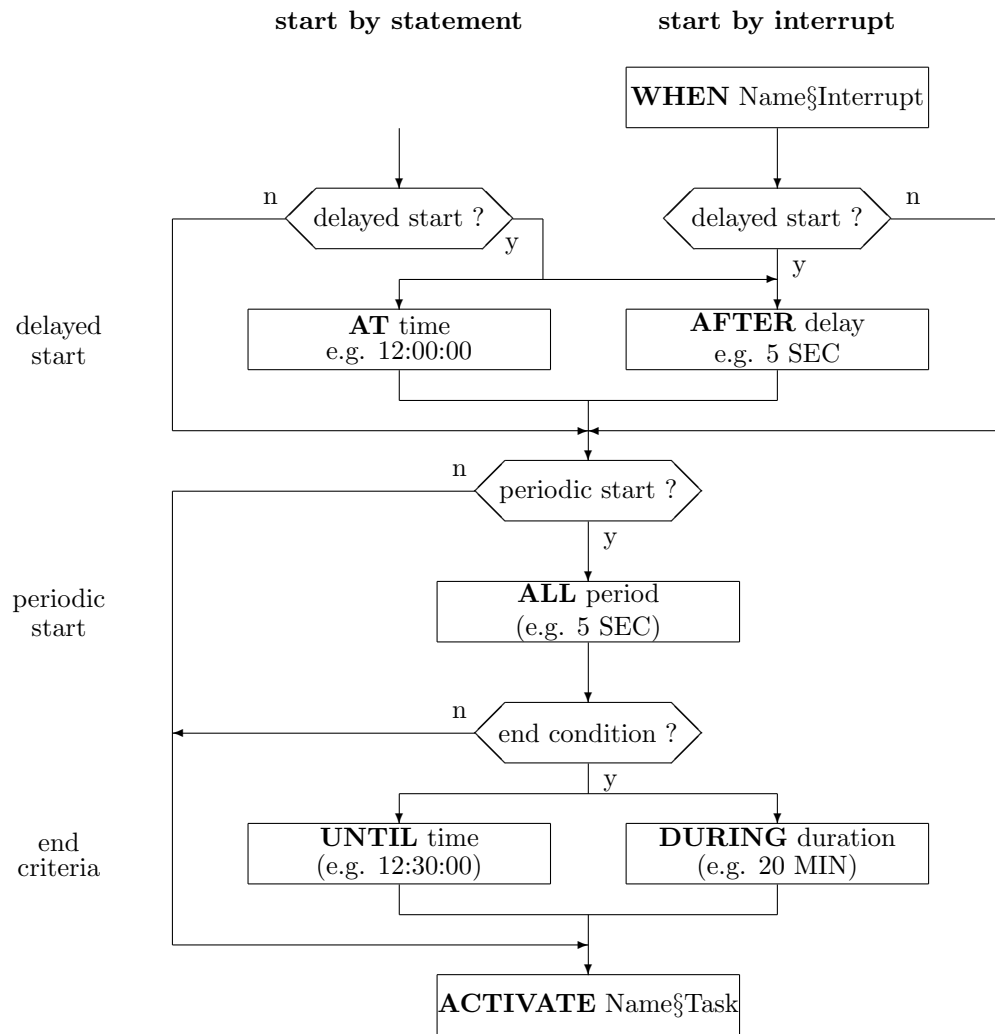 start by statement
start by interrupt
WHEN Name§Interrupt
n
delayed start ?
y
delayed start ?
n
y
delayed
start
AT time
e.g. 12:00:00
AFTER delay
e.g. 5 SEC
n
periodic start ?
y
periodic
start
ALL period
(e.g. 5 SEC)
n
end condition ?
y
end
criteria
UNTIL time
(e.g. 12:30:00)
DURING duration
(e.g. 20 MIN)
ACTIVATE Name§Task